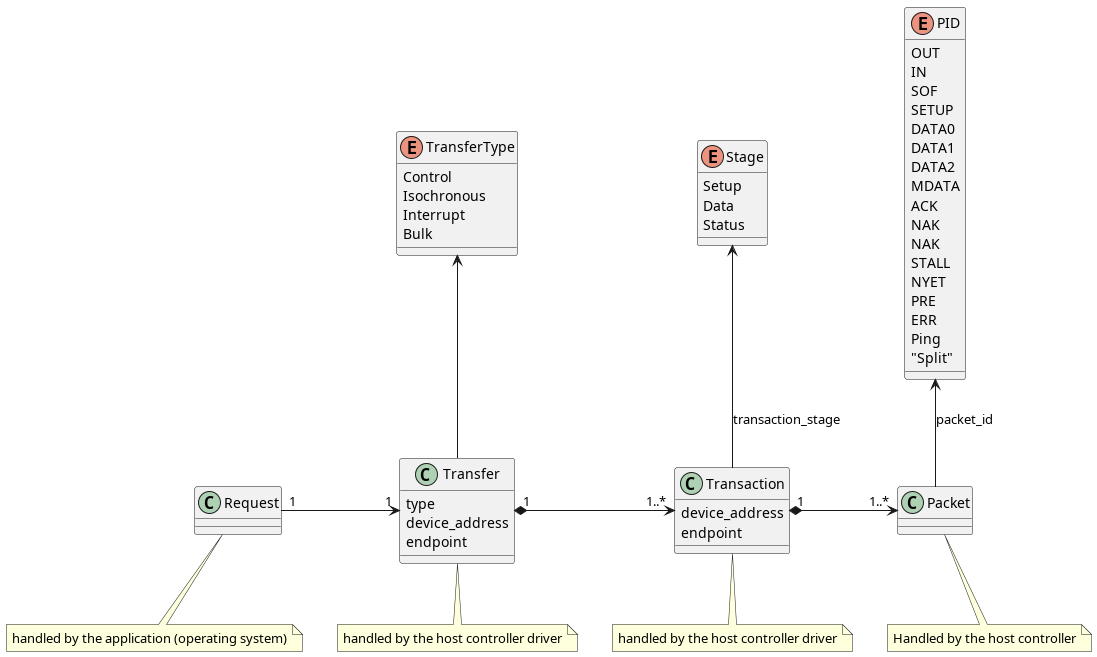 E PID
OUT
IN
SOF
SETUP
DATA0
DATA1
DATA2
MDATA
ACK
NAK
NAK
STALL
NYET
PRE
ERR
Ping
"Split"
E TransferType
Control
Isochronous
Interrupt
Bulk
E Stage
Setup
Data
Status
transaction_stage
packet_id
C Request
1
1
C Transfer
type
device_address
endpoint
1
1..*
C Transaction
device_address
endpoint
1
1..*
C Packet
handled by the application (operating system)
handled by the host controller driver
handled by the host controller driver
Handled by the host controller